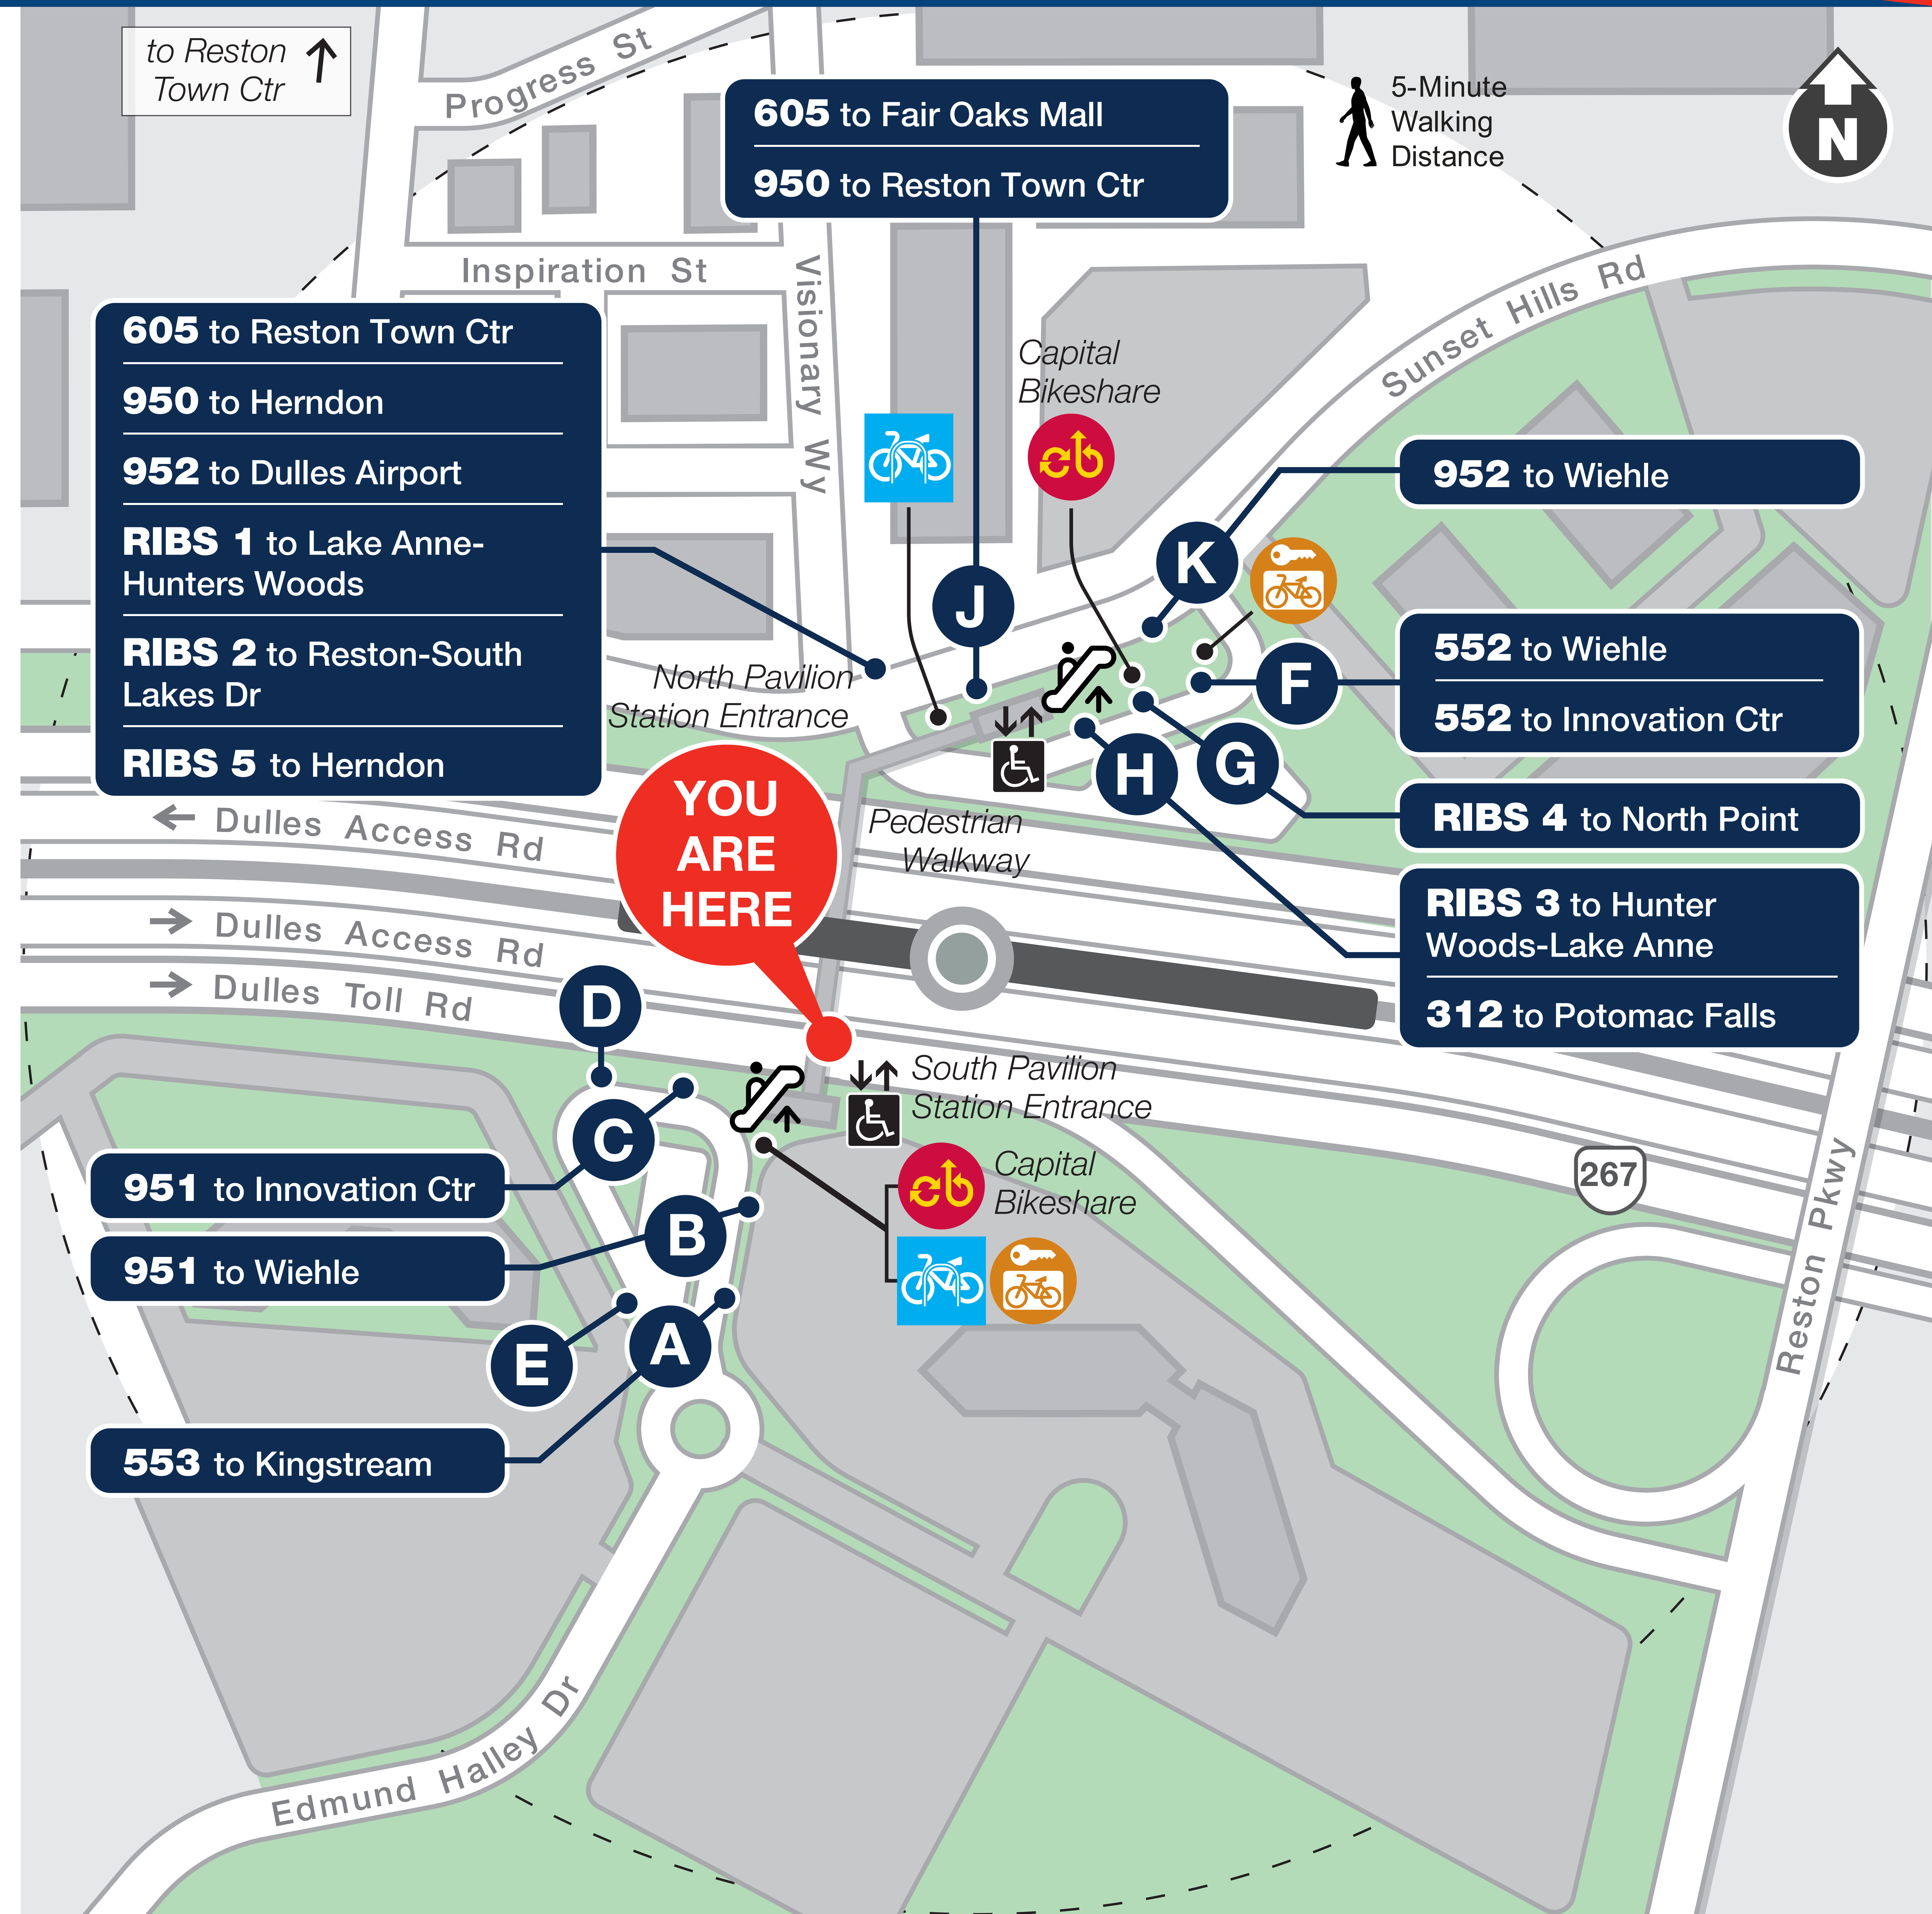 to Reston
Town Ctr
Progress St
605 to Fair Oaks Mall
950 to Reston Town Ctr
5-Minute
Walking
Distance
N
Inspiration St
Visionary Wy
Sunset Hills Rd
605 to Reston Town Ctr
950 to Herndon
952 to Dulles Airport
RIBS 1 to Lake Anne-
Hunters Woods
RIBS 2 to Reston-South
Lakes Dr
RIBS 5 to Herndon
Capital
Bikeshare
cb
952 to Wiehle
K
J
552 to Wiehle
552 to Innovation Ctr
F
North Pavilion
Station Entrance
H
G
RIBS 4 to North Point
YOU
ARE
HERE
Pedestrian
Walkway
RIBS 3 to Hunter
Woods-Lake Anne
312 to Potomac Falls
Dulles Access Rd
Dulles Access Rd
Dulles Toll Rd
D
South Pavilion
Station Entrance
C
951 to Innovation Ctr
Capital
Bikeshare
cb
267
Reston Pkwy
B
951 to Wiehle
E
A
553 to Kingstream
Edmund Halley Dr